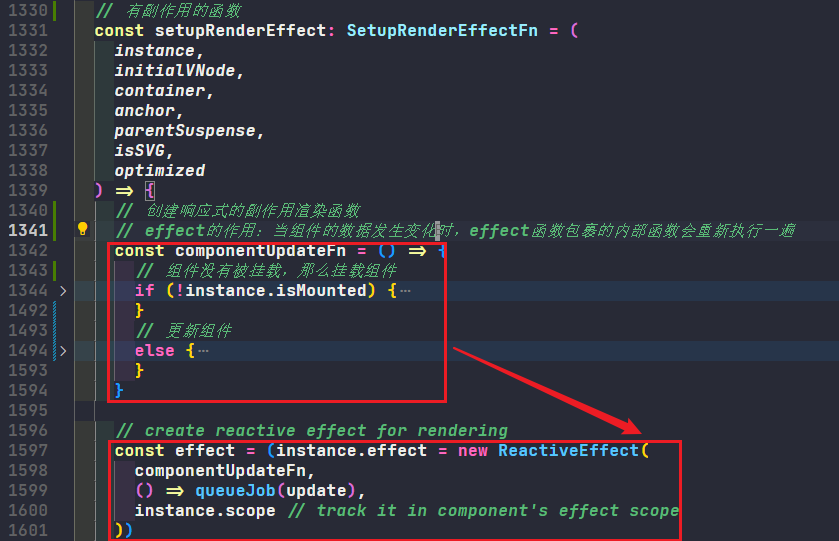 1330 // 有副作用的函数
1331 const setupRenderEffect: SetupRenderEffectFn = (
1332 instance,
1333 initialVNode,
1334 container,
1335 anchor,
1336 parentSuspense,
1337 isSVG,
1338 optimized
1339 ) => {
1340 // 创建响应式的副作用渲染函数
1341 // effect的作用：当组件的数据发生变化时，effect函数包裹的内部函数会重新执行一遍
1342 const componentUpdateFn = () => {
1343 // 组件没有被挂载，那么挂载组件
1344 if (!instance.isMounted) {…
1492 }
1493 // 更新组件
1494 else {…
1593 }
1594 }
1595
1596 // create reactive effect for rendering
1597 const effect = (instance.effect = new ReactiveEffect(
1598 componentUpdateFn,
1599 () => queueJob(update),
1600 instance.scope // track it in component's effect scope
1601 ))